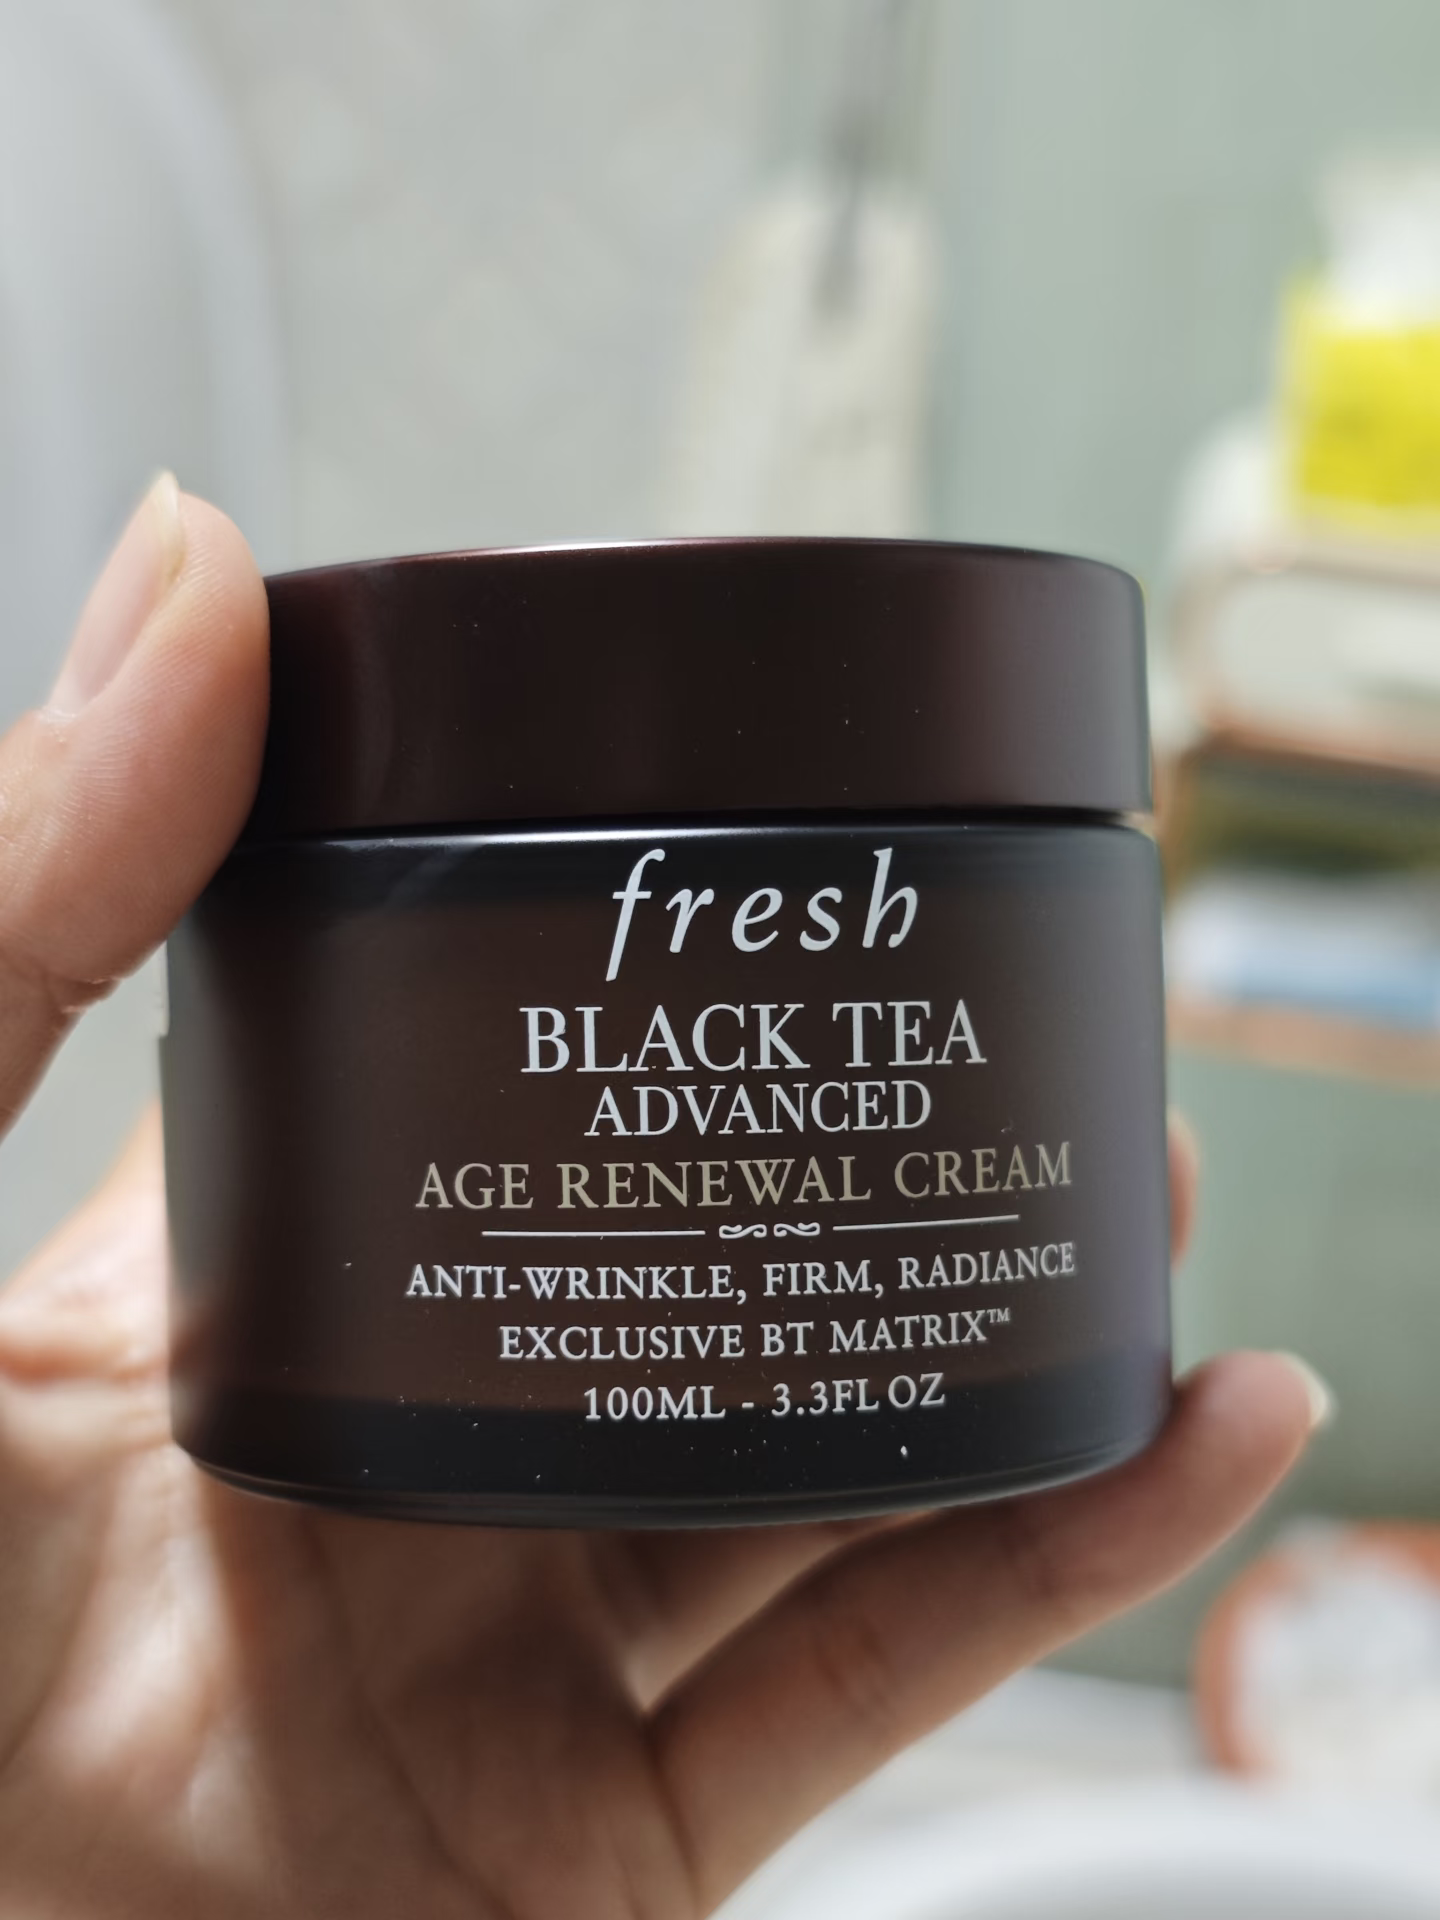 fresh
BLACK TEA
ADVANCED
AGE RENEWAL CREAM
ANTI-WRINKLE, FIRM, RADIANCE
EXCLUSIVE BT MATRIX™
100ML - 3.3FL OZ